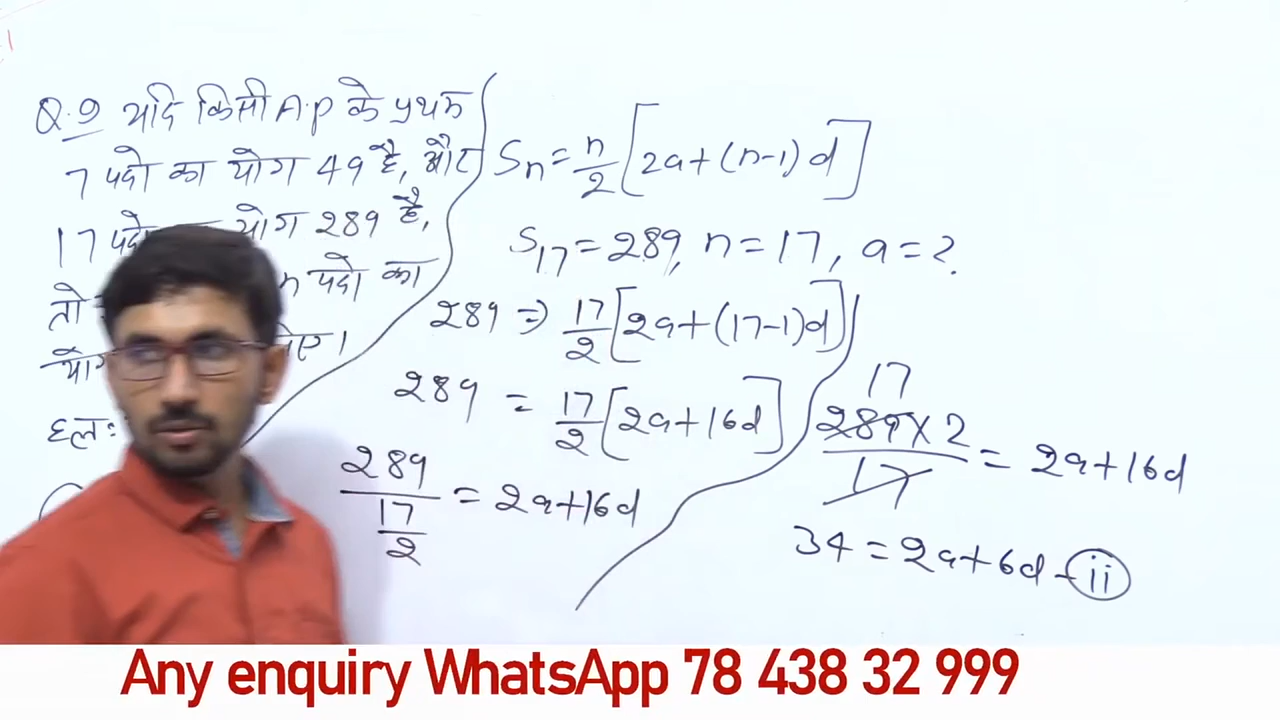 Q.9 यदि किसी A.P के प्रथम
7 पदो का योग 49 है, और
17 पदो योग 289 है,
तो n पदो का
योग
हल:
Sn = n/2 [2a+(n-1)d]
S17 = 289, n = 17, a = ?
289 ⇒ 17/2 [2a+(17-1)d]
289 = 17/2 [2a+16d]
289/(17/2) = 2a+16d
17
289×2/17 = 2a+16d
34 = 2a+6d - ii
Any enquiry WhatsApp 78 438 32 999